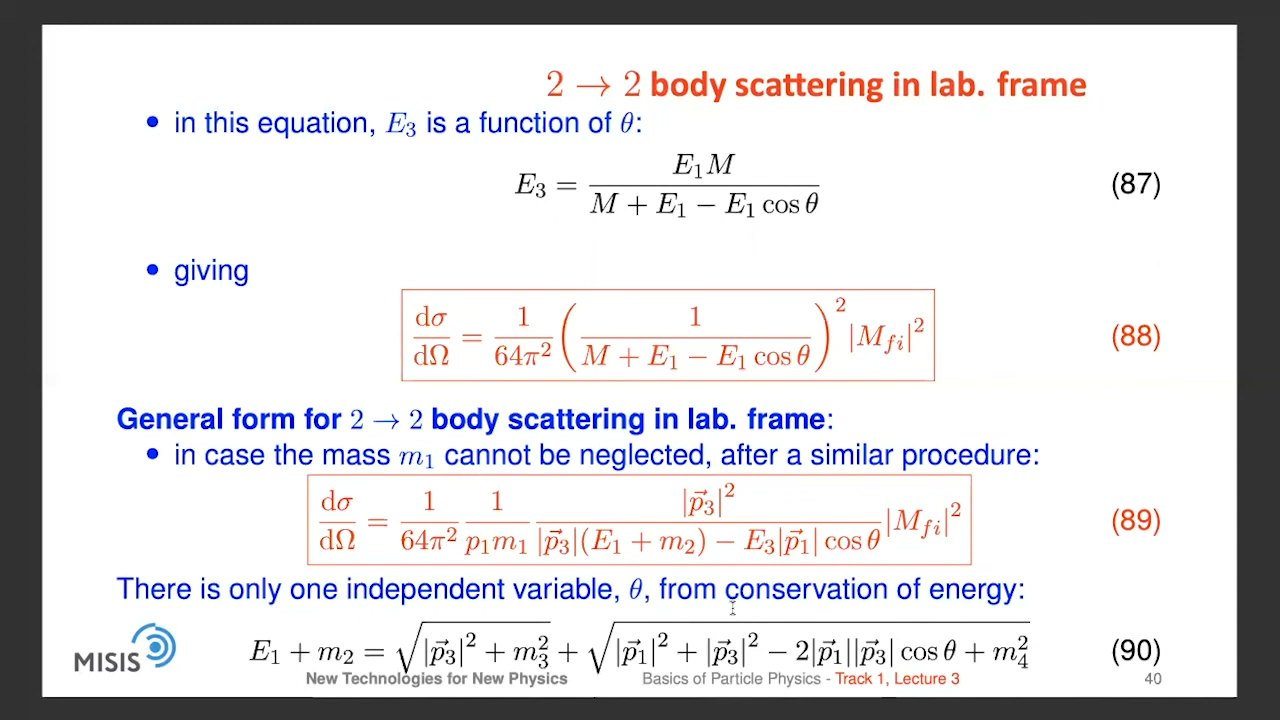 2 → 2 body scattering in lab. frame
• in this equation, E₃ is a function of θ:
E₃ = E₁M / (M + E₁ − E₁ cos θ) (87)
• giving
dσ/dΩ = 1/(64π²) (1 / (M + E₁ − E₁ cos θ))² |M_fi|² (88)
General form for 2 → 2 body scattering in lab. frame:
• in case the mass m₁ cannot be neglected, after a similar procedure:
dσ/dΩ = 1/(64π²) 1/(p₁m₁) |p⃗₃|² / (|p⃗₃|(E₁ + m₂) − E₃|p⃗₁| cos θ) |M_fi|² (89)
There is only one independent variable, θ, from conservation of energy:
E₁ + m₂ = √(|p⃗₃|² + m₃²) + √(|p⃗₁|² + |p⃗₃|² − 2|p⃗₁||p⃗₃| cos θ + m₄²) (90)
MISIS
New Technologies for New Physics Basics of Particle Physics - Track 1, Lecture 3 40